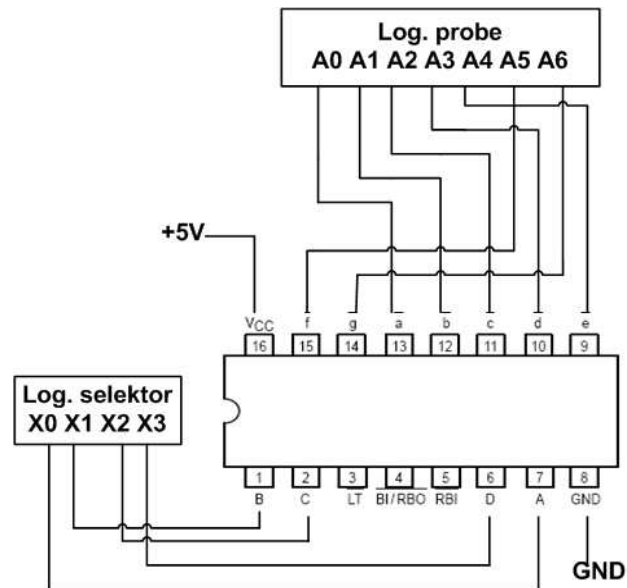 Log. probe
A0 A1 A2 A3 A4 A5 A6
+5V
VCC f g a b c d e
16 15 14 13 12 11 10 9
Log. selektor
X0 X1 X2 X3
1 2 3 4 5 6 7 8
B C LT BI/RBO RBI D A GND
GND